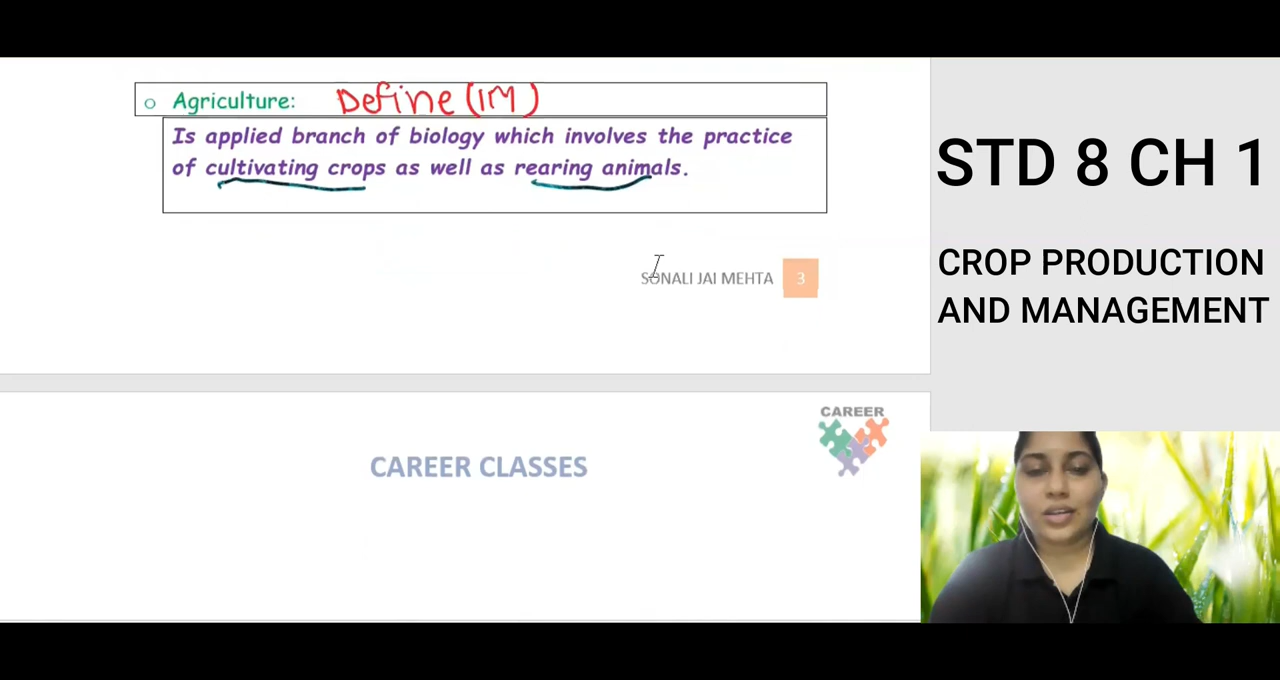 o Agriculture: Define (1M)
Is applied branch of biology which involves the practice
of cultivating crops as well as rearing animals.
SONALI JAI MEHTA 3
CAREER
CAREER CLASSES
STD 8 CH 1
CROP PRODUCTION
AND MANAGEMENT